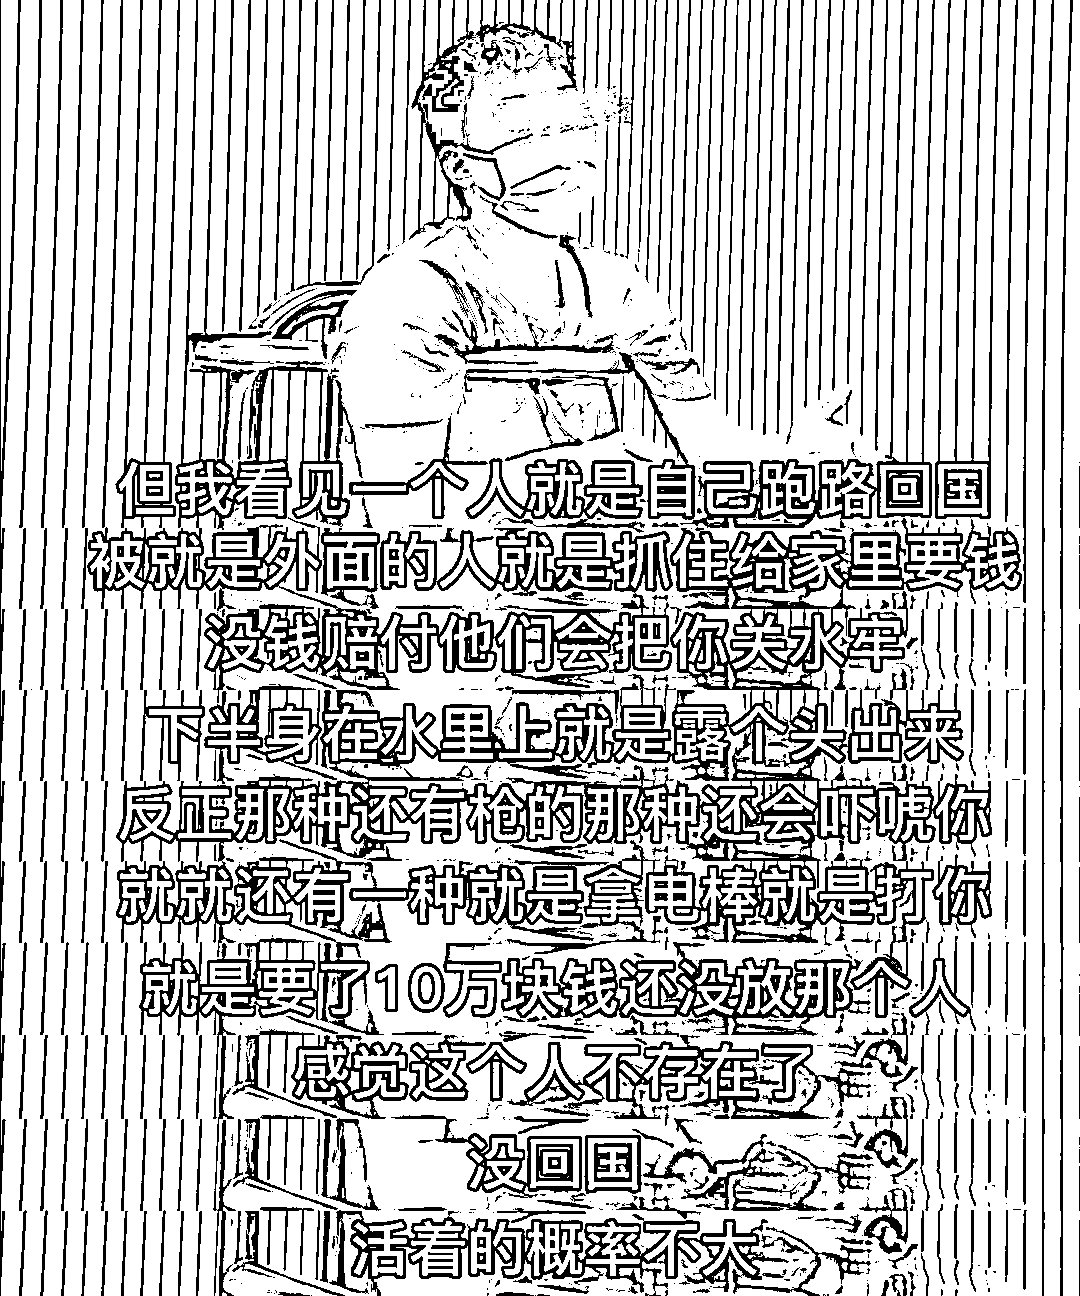 但我看见一个人就是自己跑路回国
被就是外面的人就是抓住给家里要钱
没钱赔付他们会把你关水牢
下半身在水里上就是露个头出来
反正那种还有枪的那种还会吓唬你
就就还有一种就是拿电棒就是打你
就是要了10万块钱还没放那个人
感觉这个人不存在了
没回国
活着的概率不大